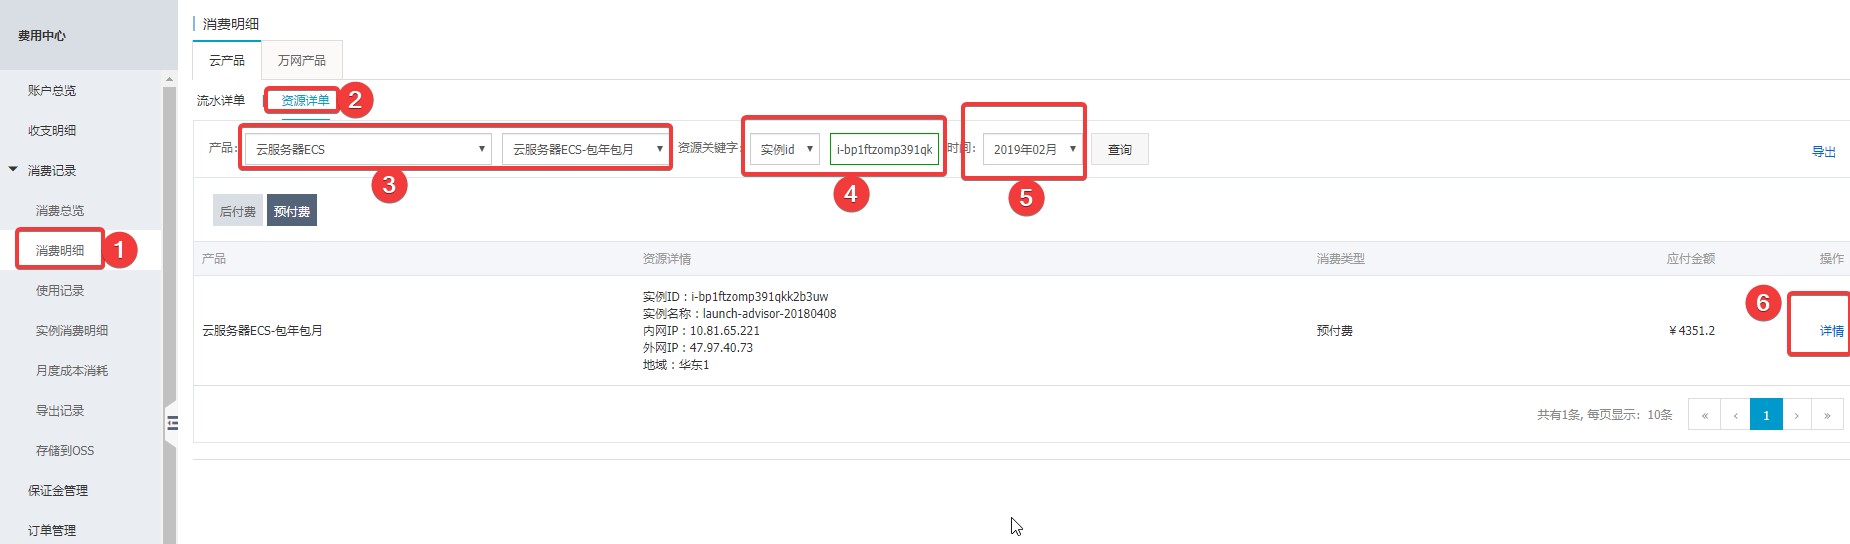 费用中心
账户总览
收支明细
消费记录
消费总览
消费明细 1
使用记录
实例消费明细
月度成本消耗
导出记录
存储到OSS
保证金管理
订单管理
消费明细
云产品 万网产品
流水详单 资源详单 2
产品: 云服务器ECS 云服务器ECS-包年包月 资源关键字: 实例id i-bp1ftzomp391qk 时间: 2019年02月 查询 导出
3 4 5
后付费 预付费
产品 资源详情 消费类型 应付金额 操作
实例ID：i-bp1ftzomp391qkk2b3uw
实例名称：launch-advisor-20180408
云服务器ECS-包年包月 内网IP：10.81.65.221 预付费 ￥4351.2 6 详情
外网IP：47.97.40.73
地域：华东1
共有1条, 每页显示: 10条 « ‹ 1 › »